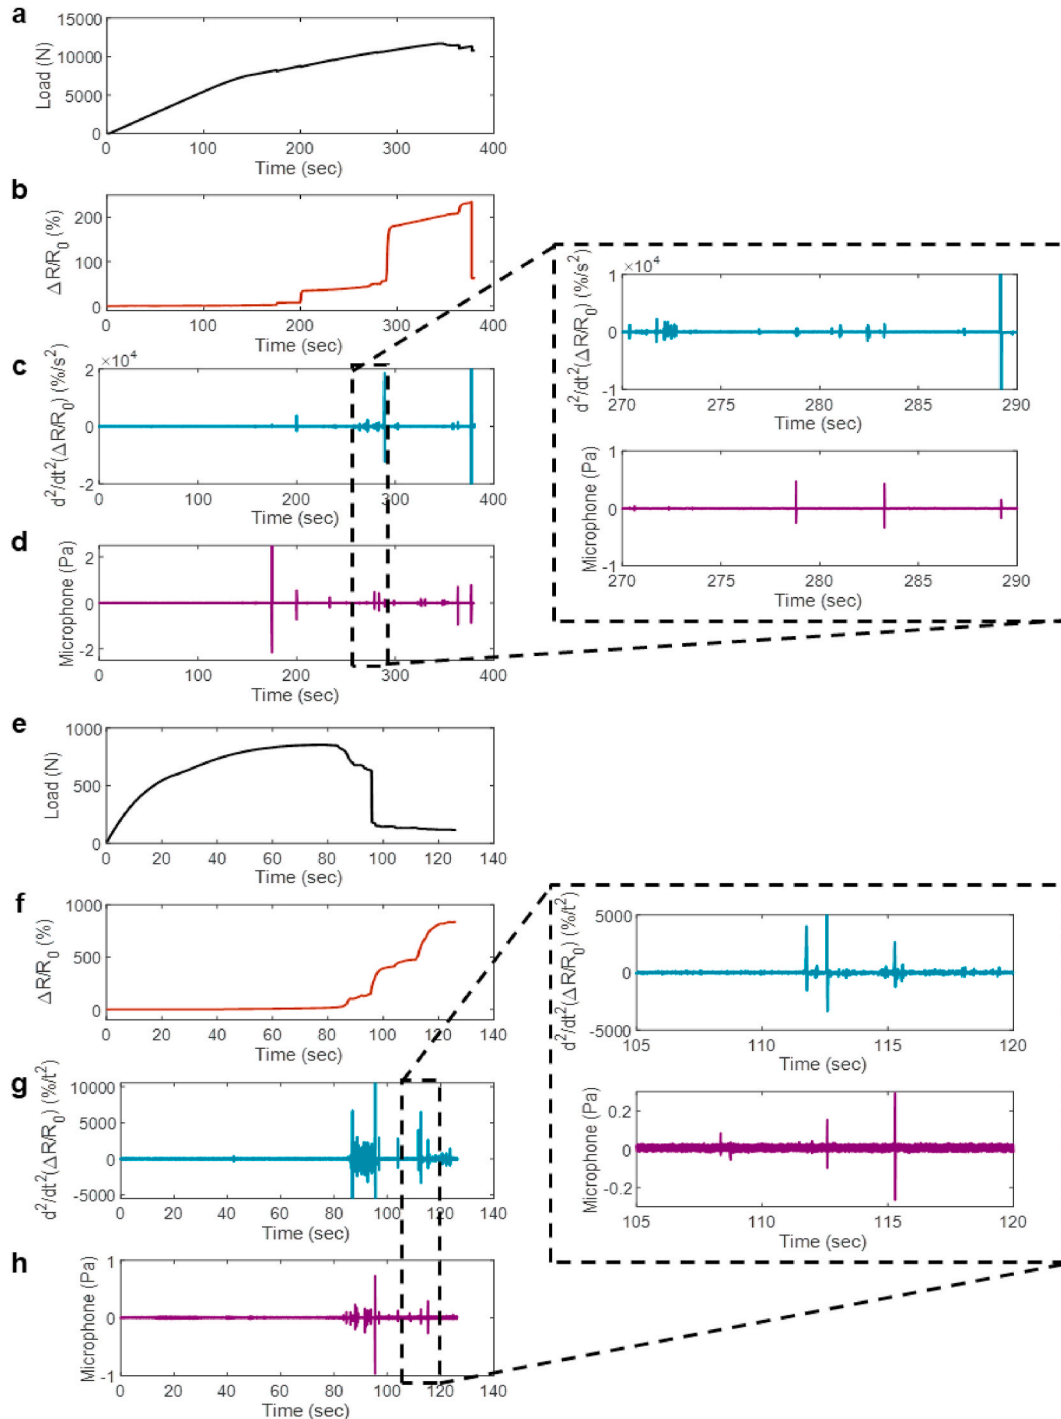 a
15000
10000
5000
0
Load (N)
0 100 200 300 400
Time (sec)
b
200
100
0
ΔR/R0 (%)
0 100 200 300 400
Time (sec)
c
×10^4
2
0
-2
d²/dt²(ΔR/R0) (%/s²)
0 100 200 300 400
Time (sec)
d
2
0
-2
Microphone (Pa)
0 100 200 300 400
Time (sec)
×10^4
1
0
-1
d²/dt²(ΔR/R0) (%/s²)
270 275 280 285 290
Time (sec)
1
0
-1
Microphone (Pa)
270 275 280 285 290
Time (sec)
e
1000
500
0
Load (N)
0 20 40 60 80 100 120 140
Time (sec)
f
1000
500
0
ΔR/R0 (%)
0 20 40 60 80 100 120 140
Time (sec)
g
10000
5000
0
-5000
d²/dt²(ΔR/R0) (%/t²)
0 20 40 60 80 100 120 140
Time (sec)
h
1
0
-1
Microphone (Pa)
0 20 40 60 80 100 120 140
Time (sec)
5000
0
-5000
d²/dt²(ΔR/R0) (%/t²)
105 110 115 120
Time (sec)
0.2
0
-0.2
Microphone (Pa)
105 110 115 120
Time (sec)